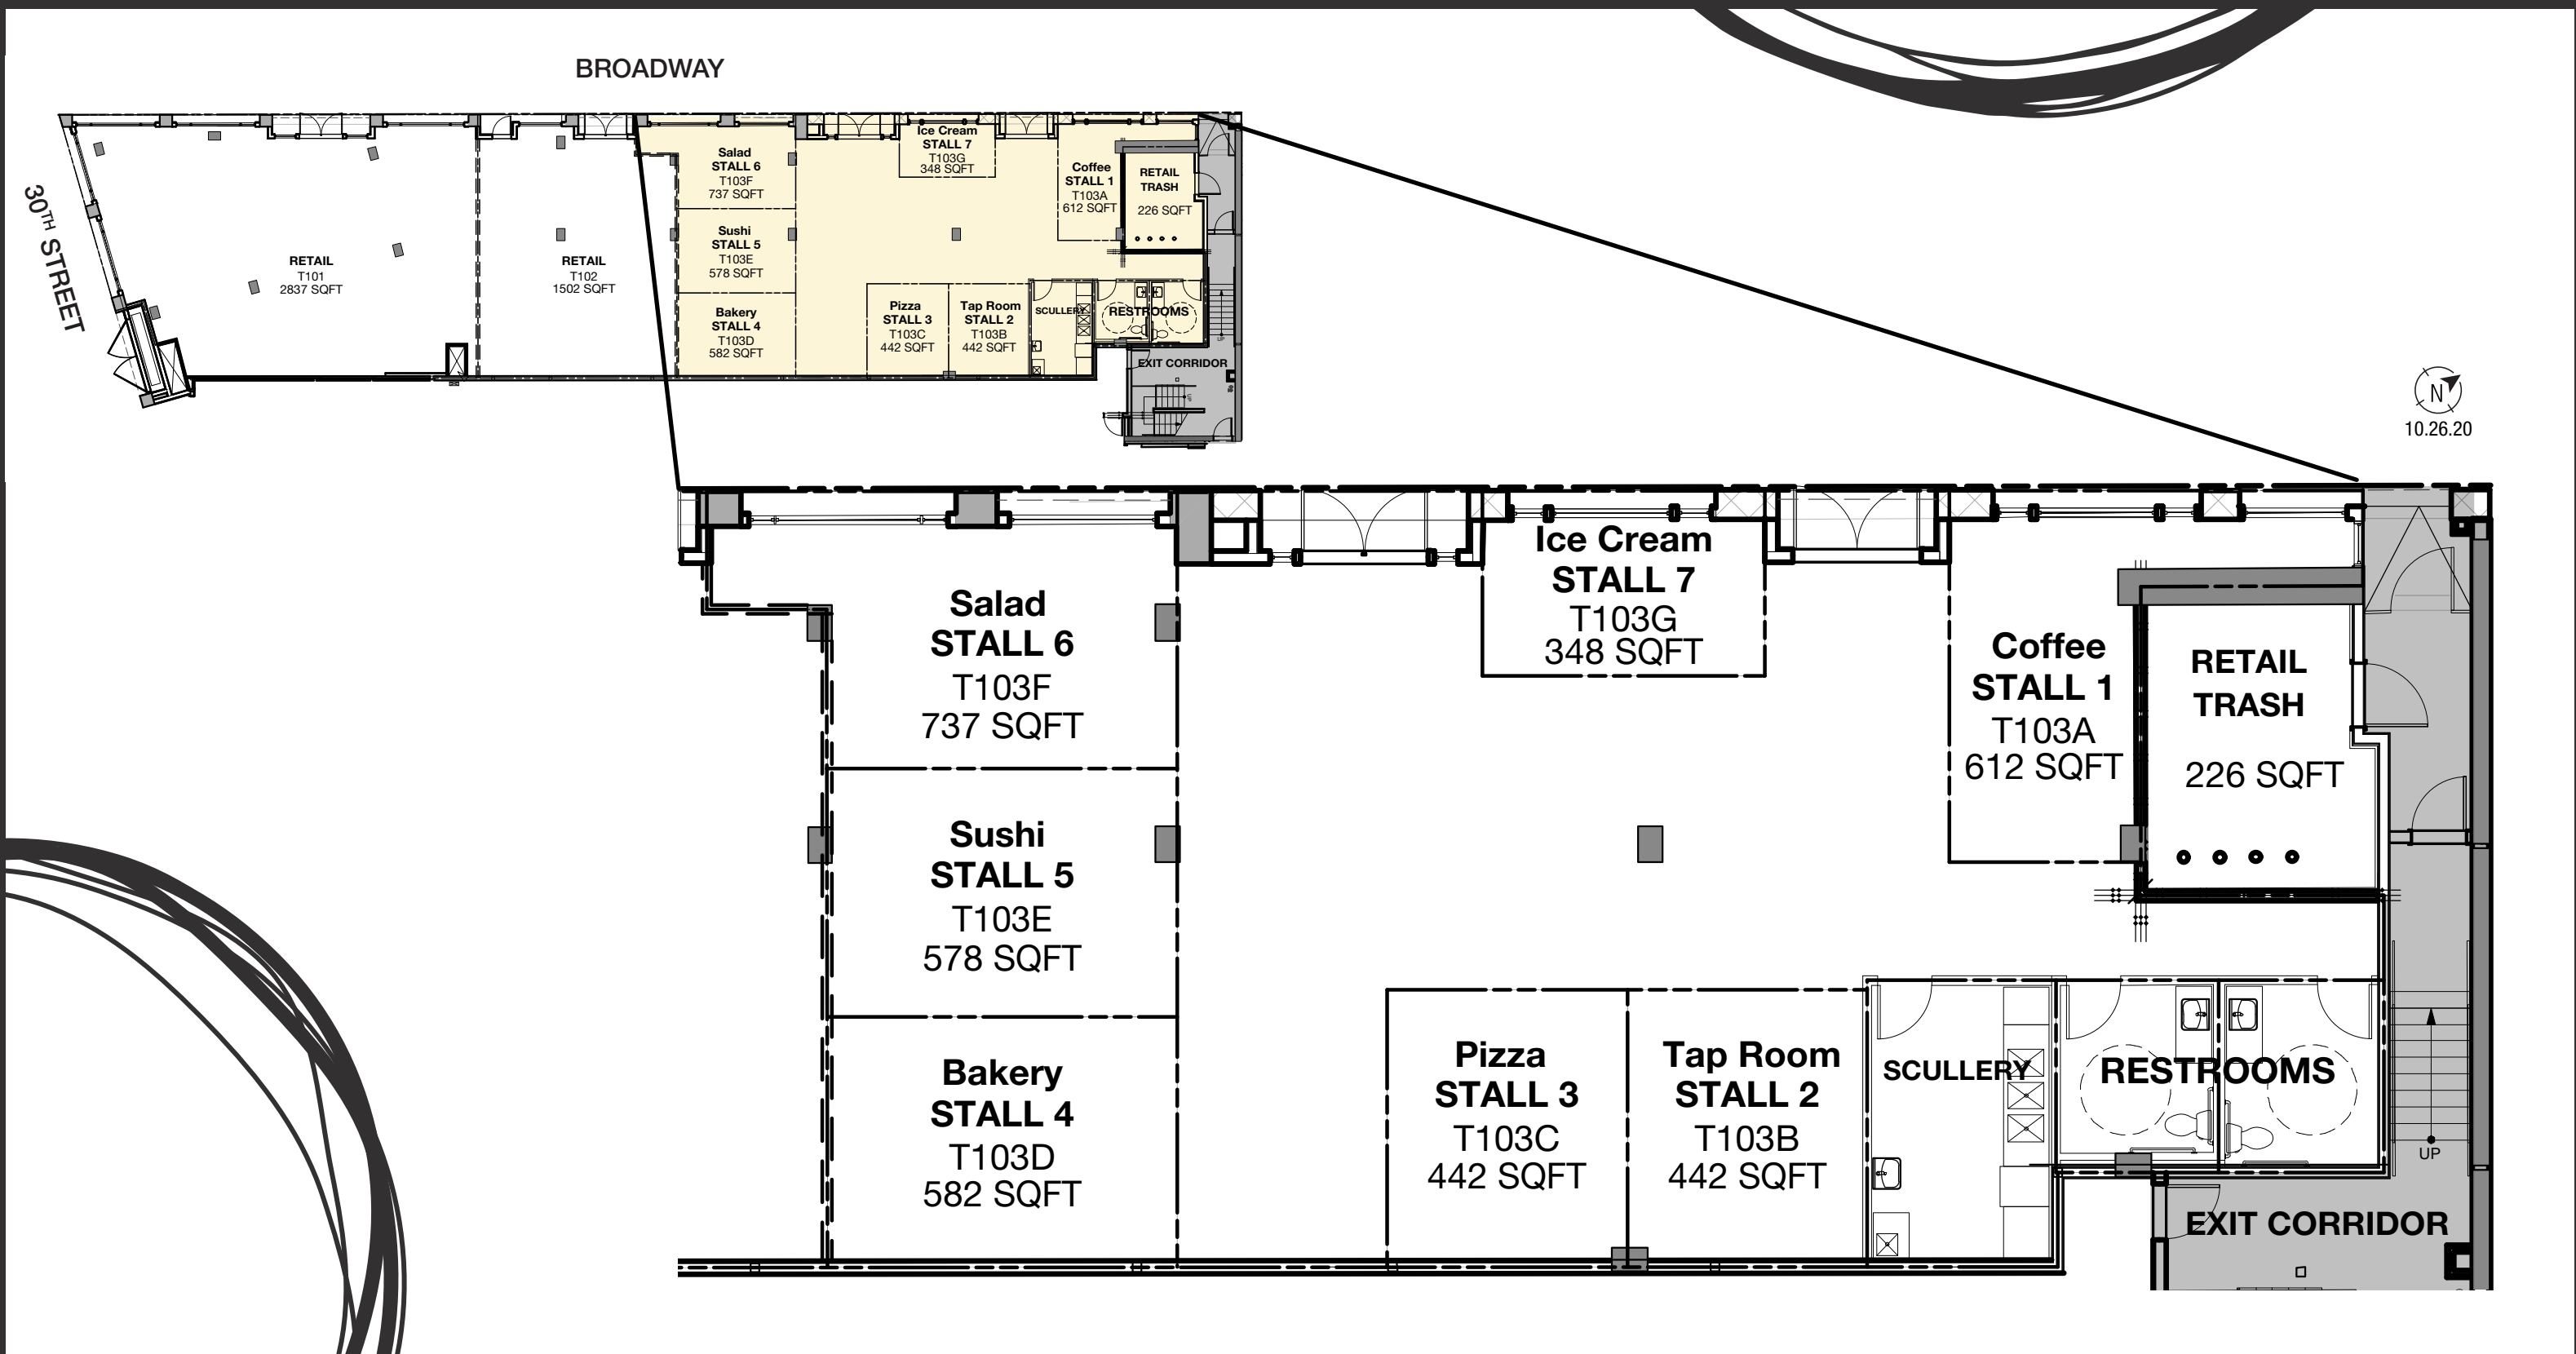 BROADWAY
30TH STREET
RETAIL
T101
2837 SQFT
RETAIL
T102
1502 SQFT
Salad
STALL 6
T103F
737 SQFT
Sushi
STALL 5
T103E
578 SQFT
Bakery
STALL 4
T103D
582 SQFT
Ice Cream
STALL 7
T103G
348 SQFT
Coffee
STALL 1
T103A
612 SQFT
RETAIL
TRASH
226 SQFT
Pizza
STALL 3
T103C
442 SQFT
Tap Room
STALL 2
T103B
442 SQFT
SCULLERY
RESTROOMS
UP
EXIT CORRIDOR
UP
N
10.26.20
Salad
STALL 6
T103F
737 SQFT
Sushi
STALL 5
T103E
578 SQFT
Bakery
STALL 4
T103D
582 SQFT
Ice Cream
STALL 7
T103G
348 SQFT
Coffee
STALL 1
T103A
612 SQFT
RETAIL
TRASH
226 SQFT
Pizza
STALL 3
T103C
442 SQFT
Tap Room
STALL 2
T103B
442 SQFT
SCULLERY
RESTROOMS
UP
EXIT CORRIDOR